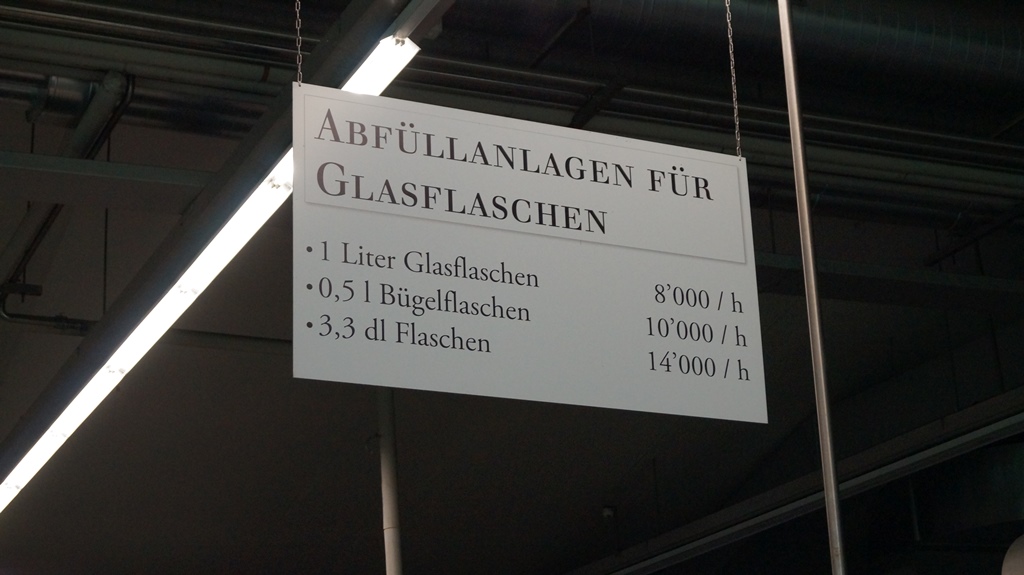 ABFÜLLANLAGEN FÜR
GLASFLASCHEN
• 1 Liter Glasflaschen 8’000 / h
• 0,5 l Bügelflaschen 10’000 / h
• 3,3 dl Flaschen 14’000 / h